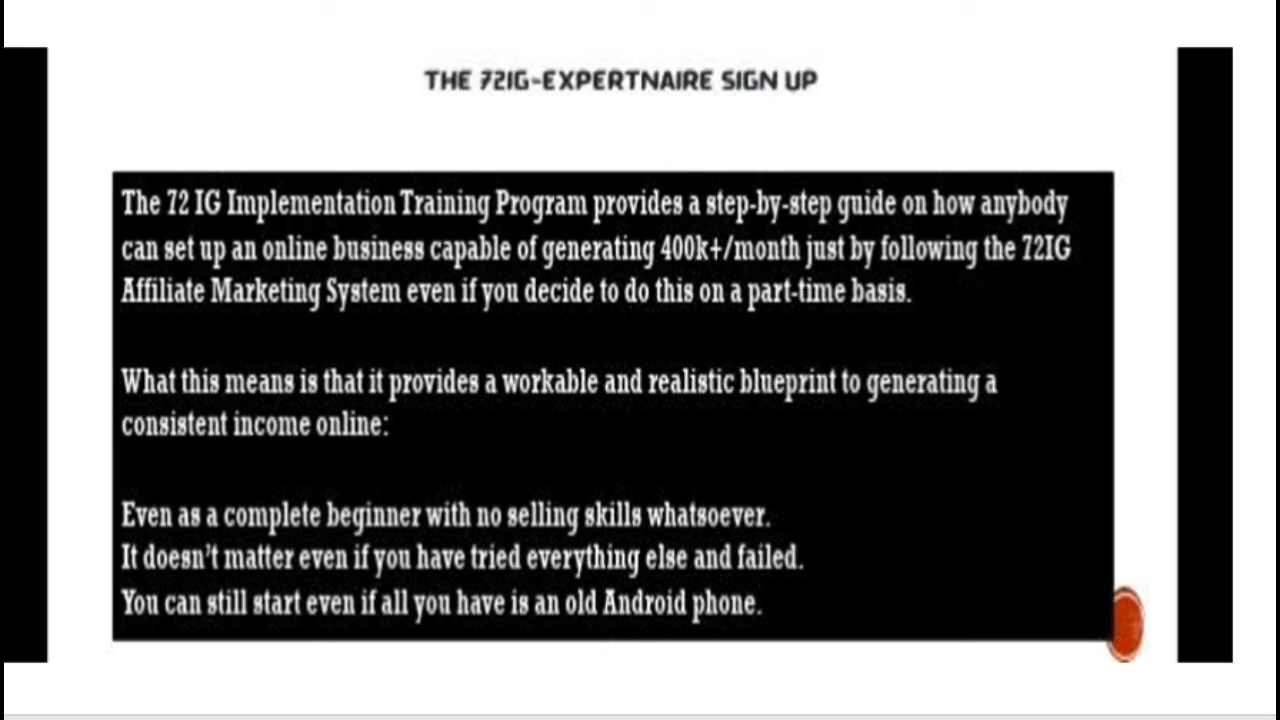 THE 72IG-EXPERTNAIRE SIGN UP
The 72 IG Implementation Training Program provides a step-by-step guide on how anybody
can set up an online business capable of generating 400k+/month just by following the 72IG
Affiliate Marketing System even if you decide to do this on a part-time basis.
What this means is that it provides a workable and realistic blueprint to generating a
consistent income online:
Even as a complete beginner with no selling skills whatsoever.
It doesn't matter even if you have tried everything else and failed.
You can still start even if all you have is an old Android phone.